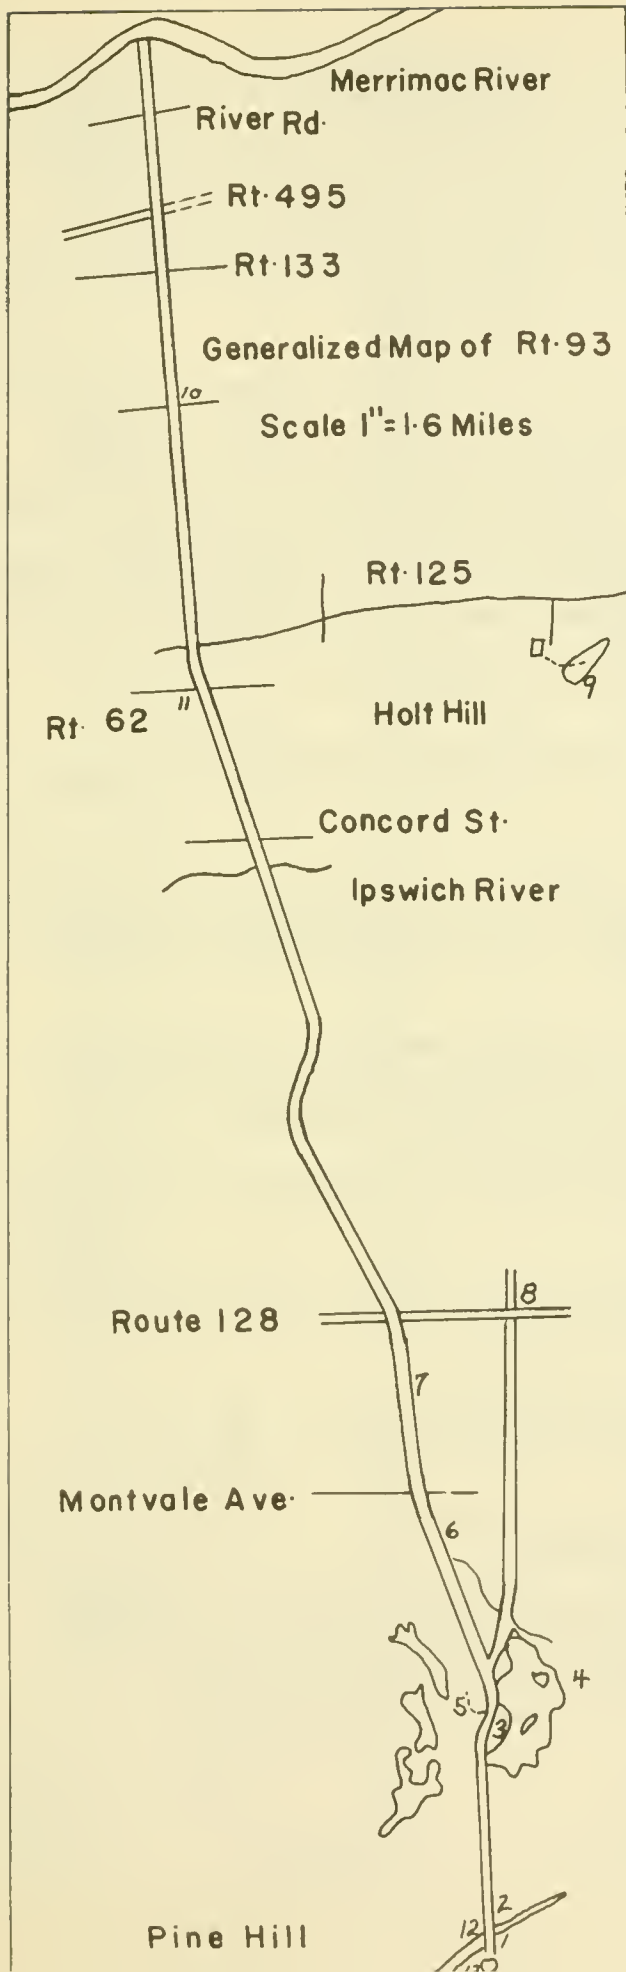 Merrimac River
River Rd.
Rt. 495
Rt. 133
Generalized Map of Rt. 93
10
Scale 1"= 1.6 Miles
Rt. 125
9
11
Rt. 62
Holt Hill
Concord St.
Ipswich River
8
Route 128
7
Montvale Ave.
6
4
5
3
2
12
1
Pine Hill